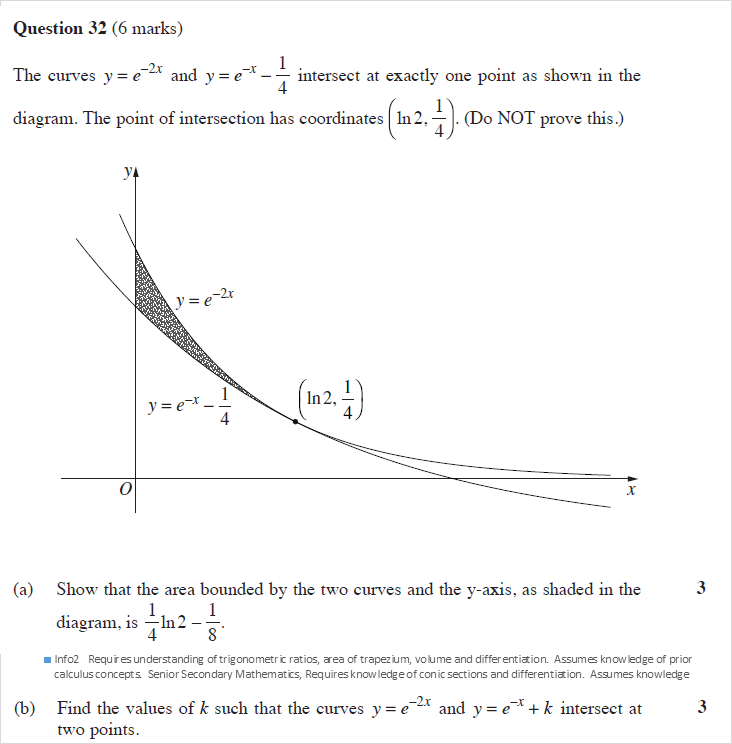 Question 32 (6 marks)
The curves y = e^{-2x} and y = e^{-x} - \frac{1}{4} intersect at exactly one point as shown in the
diagram. The point of intersection has coordinates \left(\ln 2, \frac{1}{4}\right). (Do NOT prove this.)
y
y = e^{-2x}
\left(\ln 2, \frac{1}{4}\right)
y = e^{-x} - \frac{1}{4}
O
x
(a) Show that the area bounded by the two curves and the y-axis, as shaded in the 3
diagram, is \frac{1}{4} ln 2 - \frac{1}{8}.
Info2 Requires understanding of trigonometric ratios, area of trapezium, volume and differentiation. Assumes knowledge of prior
calculus concepts. Senior Secondary Mathematics, Requires knowledge of conic sections and differentiation. Assumes knowledge
(b) Find the values of k such that the curves y = e^{-2x} and y = e^{-x} + k intersect at 3
two points.